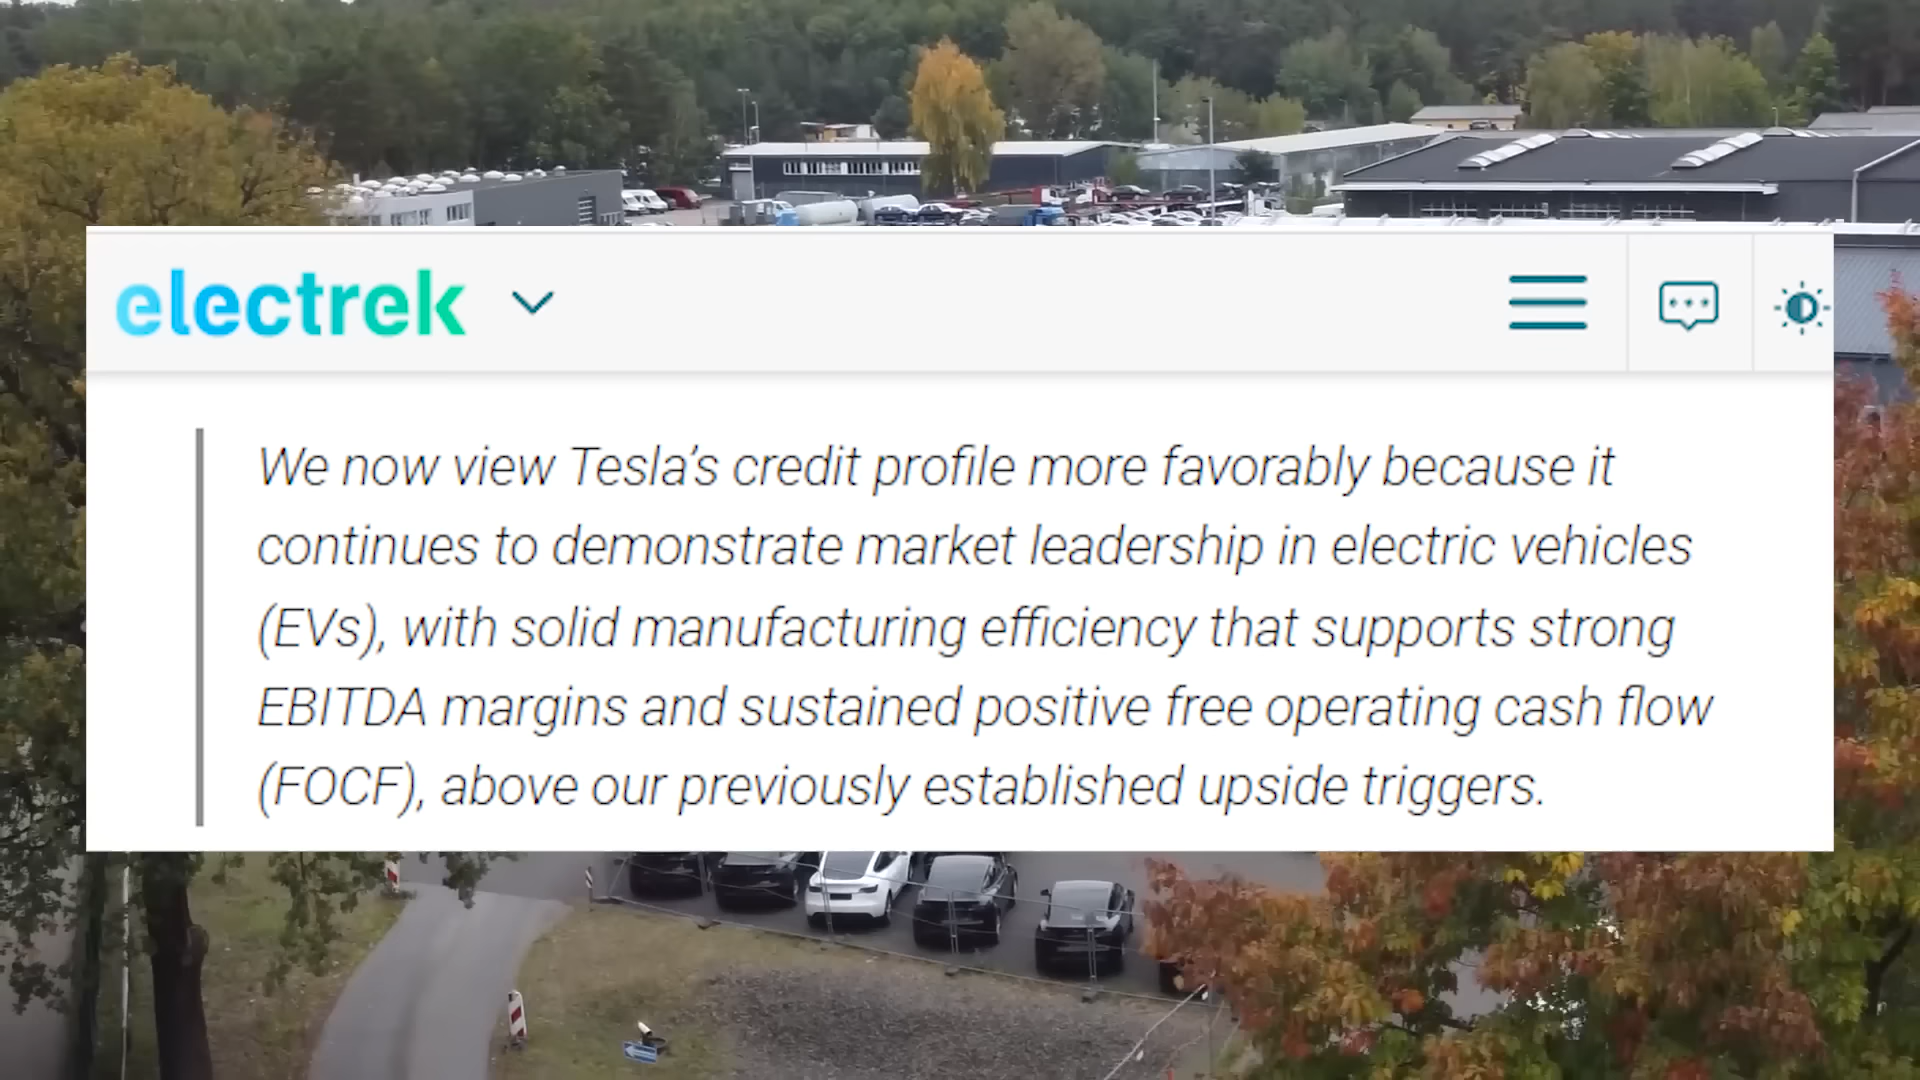 electrek
We now view Tesla’s credit profile more favorably because it
continues to demonstrate market leadership in electric vehicles
(EVs), with solid manufacturing efficiency that supports strong
EBITDA margins and sustained positive free operating cash flow
(FOCF), above our previously established upside triggers.